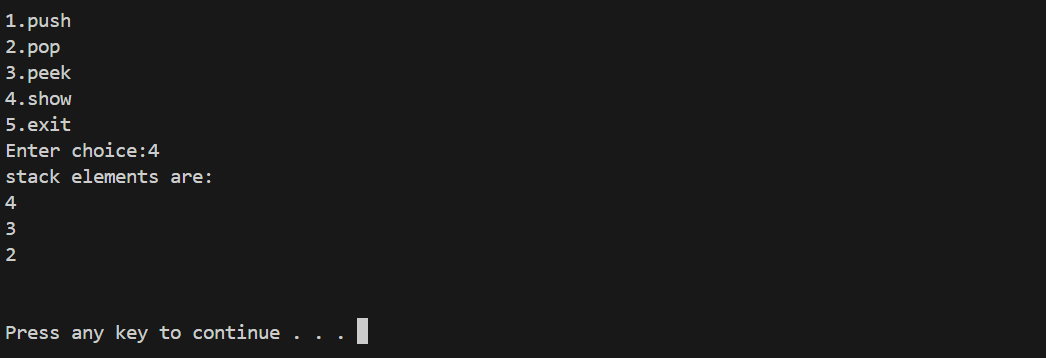 1.push
2.pop
3.peek
4.show
5.exit
Enter choice:4
stack elements are:
4
3
2
Press any key to continue . . .